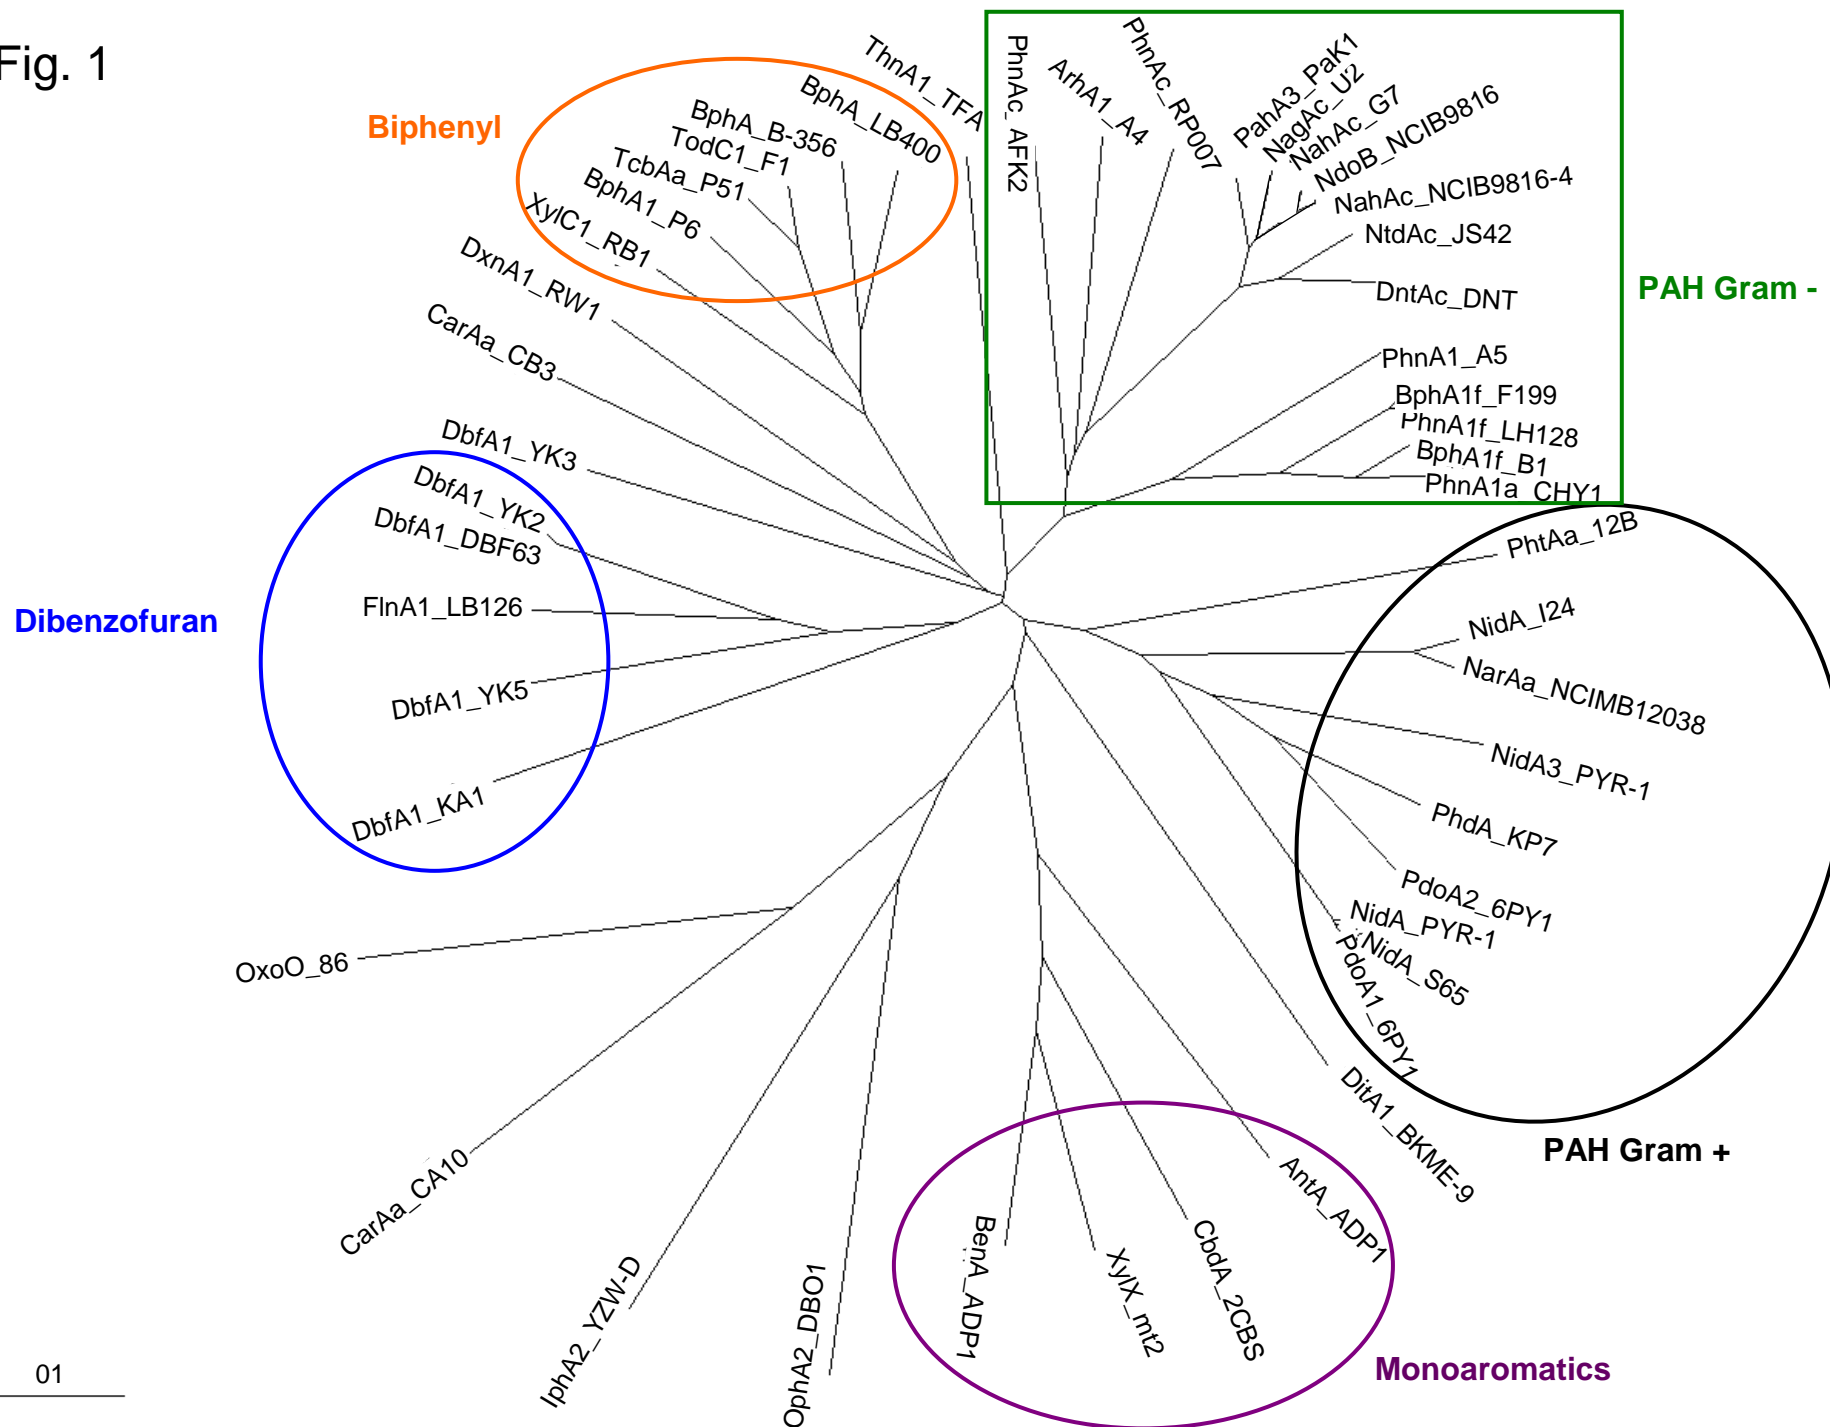 Fig. 1
Biphenyl
BphA_LB400
BphA_B-356
TodC1_F1
TcbAa_P51
BphA1_P6
XylC1_RB1
DxnA1_RW1
CarAa_CB3
DbfA1_YK3
ThnA1_TFA
PhnAc_AFK2
ArhA1_A4
PhnAc_RP007
PahA3_PaK1
NagAc_U2
NahAc_G7
NdoB_NCIB9816
NahAc_NCIB9816-4
NtdAc_JS42
DntAc_DNT
PAH Gram -
PhnA1_A5
BphA1f_F199
PhnA1f_LH128
BphA1f_B1
PhnA1a_CHY1
DbfA1_YK2
DbfA1_DBF63
FlnA1_LB126
Dibenzofuran
DbfA1_YK5
DbfA1_KA1
PhtAa_12B
NidA_I24
NarAa_NCIMB12038
NidA3_PYR-1
PhdA_KP7
PdoA2_6PY1
NidA_PYR-1
NidA_S65
PdoA1_6PY1
PAH Gram +
DitA1_BKME-9
OxoO_86
CarAa_CA10
IphA2_YZW-D
OphA2_DBO1
BenA_ADP1
XylX_mt2
CbdA_2CBS
AntA_ADP1
Monoaromatics
01